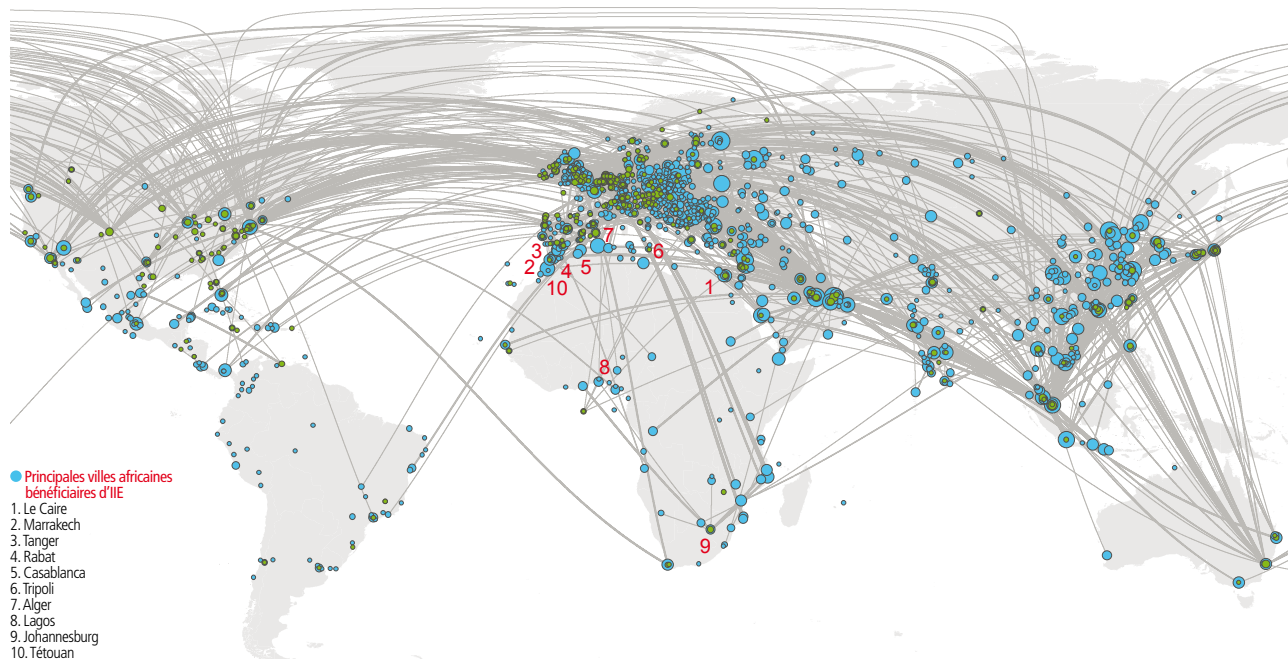 7
3
6
2
4
5
1
10
8
9
Principales villes africaines
bénéficiaires d’IIE
1. Le Caire
2. Marrakech
3. Tanger
4. Rabat
5. Casablanca
6. Tripoli
7. Alger
8. Lagos
9. Johannesburg
10. Tétouan